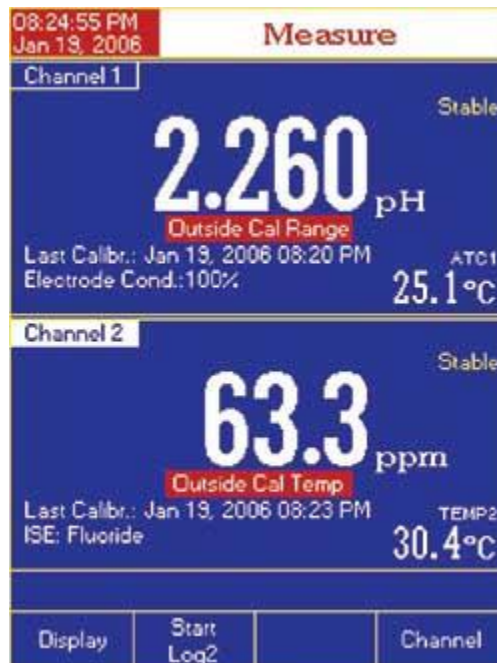 08:24:55 PM
Jan 19, 2006
Measure
Channel 1
Stable
2.260 pH
Outside Cal Range
Last Calibr.: Jan 19, 2006 08:20 PM
Electrode Cond.:100%
ATC1
25.1°C
Channel 2
Stable
63.3 ppm
Outside Cal Temp
Last Calibr.: Jan 19, 2006 08:23 PM
ISE: Fluoride
TEMP2
30.4°C
Display
Start
Log2
Channel